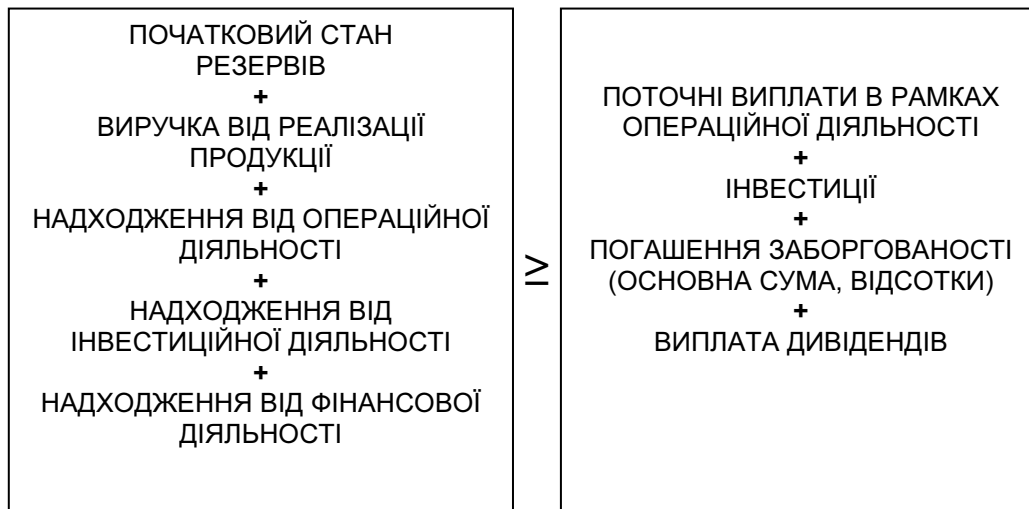 ПОЧАТКОВИЙ СТАН
РЕЗЕРВІВ
+
ВИРУЧКА ВІД РЕАЛІЗАЦІЇ
ПРОДУКЦІЇ
+
НАДХОДЖЕННЯ ВІД ОПЕРАЦІЙНОЇ
ДІЯЛЬНОСТІ
+
НАДХОДЖЕННЯ ВІД
ІНВЕСТИЦІЙНОЇ ДІЯЛЬНОСТІ
+
НАДХОДЖЕННЯ ВІД ФІНАНСОВОЇ
ДІЯЛЬНОСТІ
≥
ПОТОЧНІ ВИПЛАТИ В РАМКАХ
ОПЕРАЦІЙНОЇ ДІЯЛЬНОСТІ
+
ІНВЕСТИЦІЇ
+
ПОГАШЕННЯ ЗАБОРГОВАНОСТІ
(ОСНОВНА СУМА, ВІДСОТКИ)
+
ВИПЛАТА ДИВІДЕНДІВ